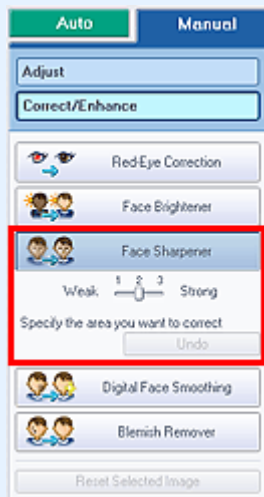 Auto Manual
Adjust
Correct/Enhance
Red-Eye Correction
Face Brightener
Face Sharpener
1 2 3
Weak Strong
Specify the area you want to correct
Undo
Digital Face Smoothing
Blemish Remover
Reset Selected Image